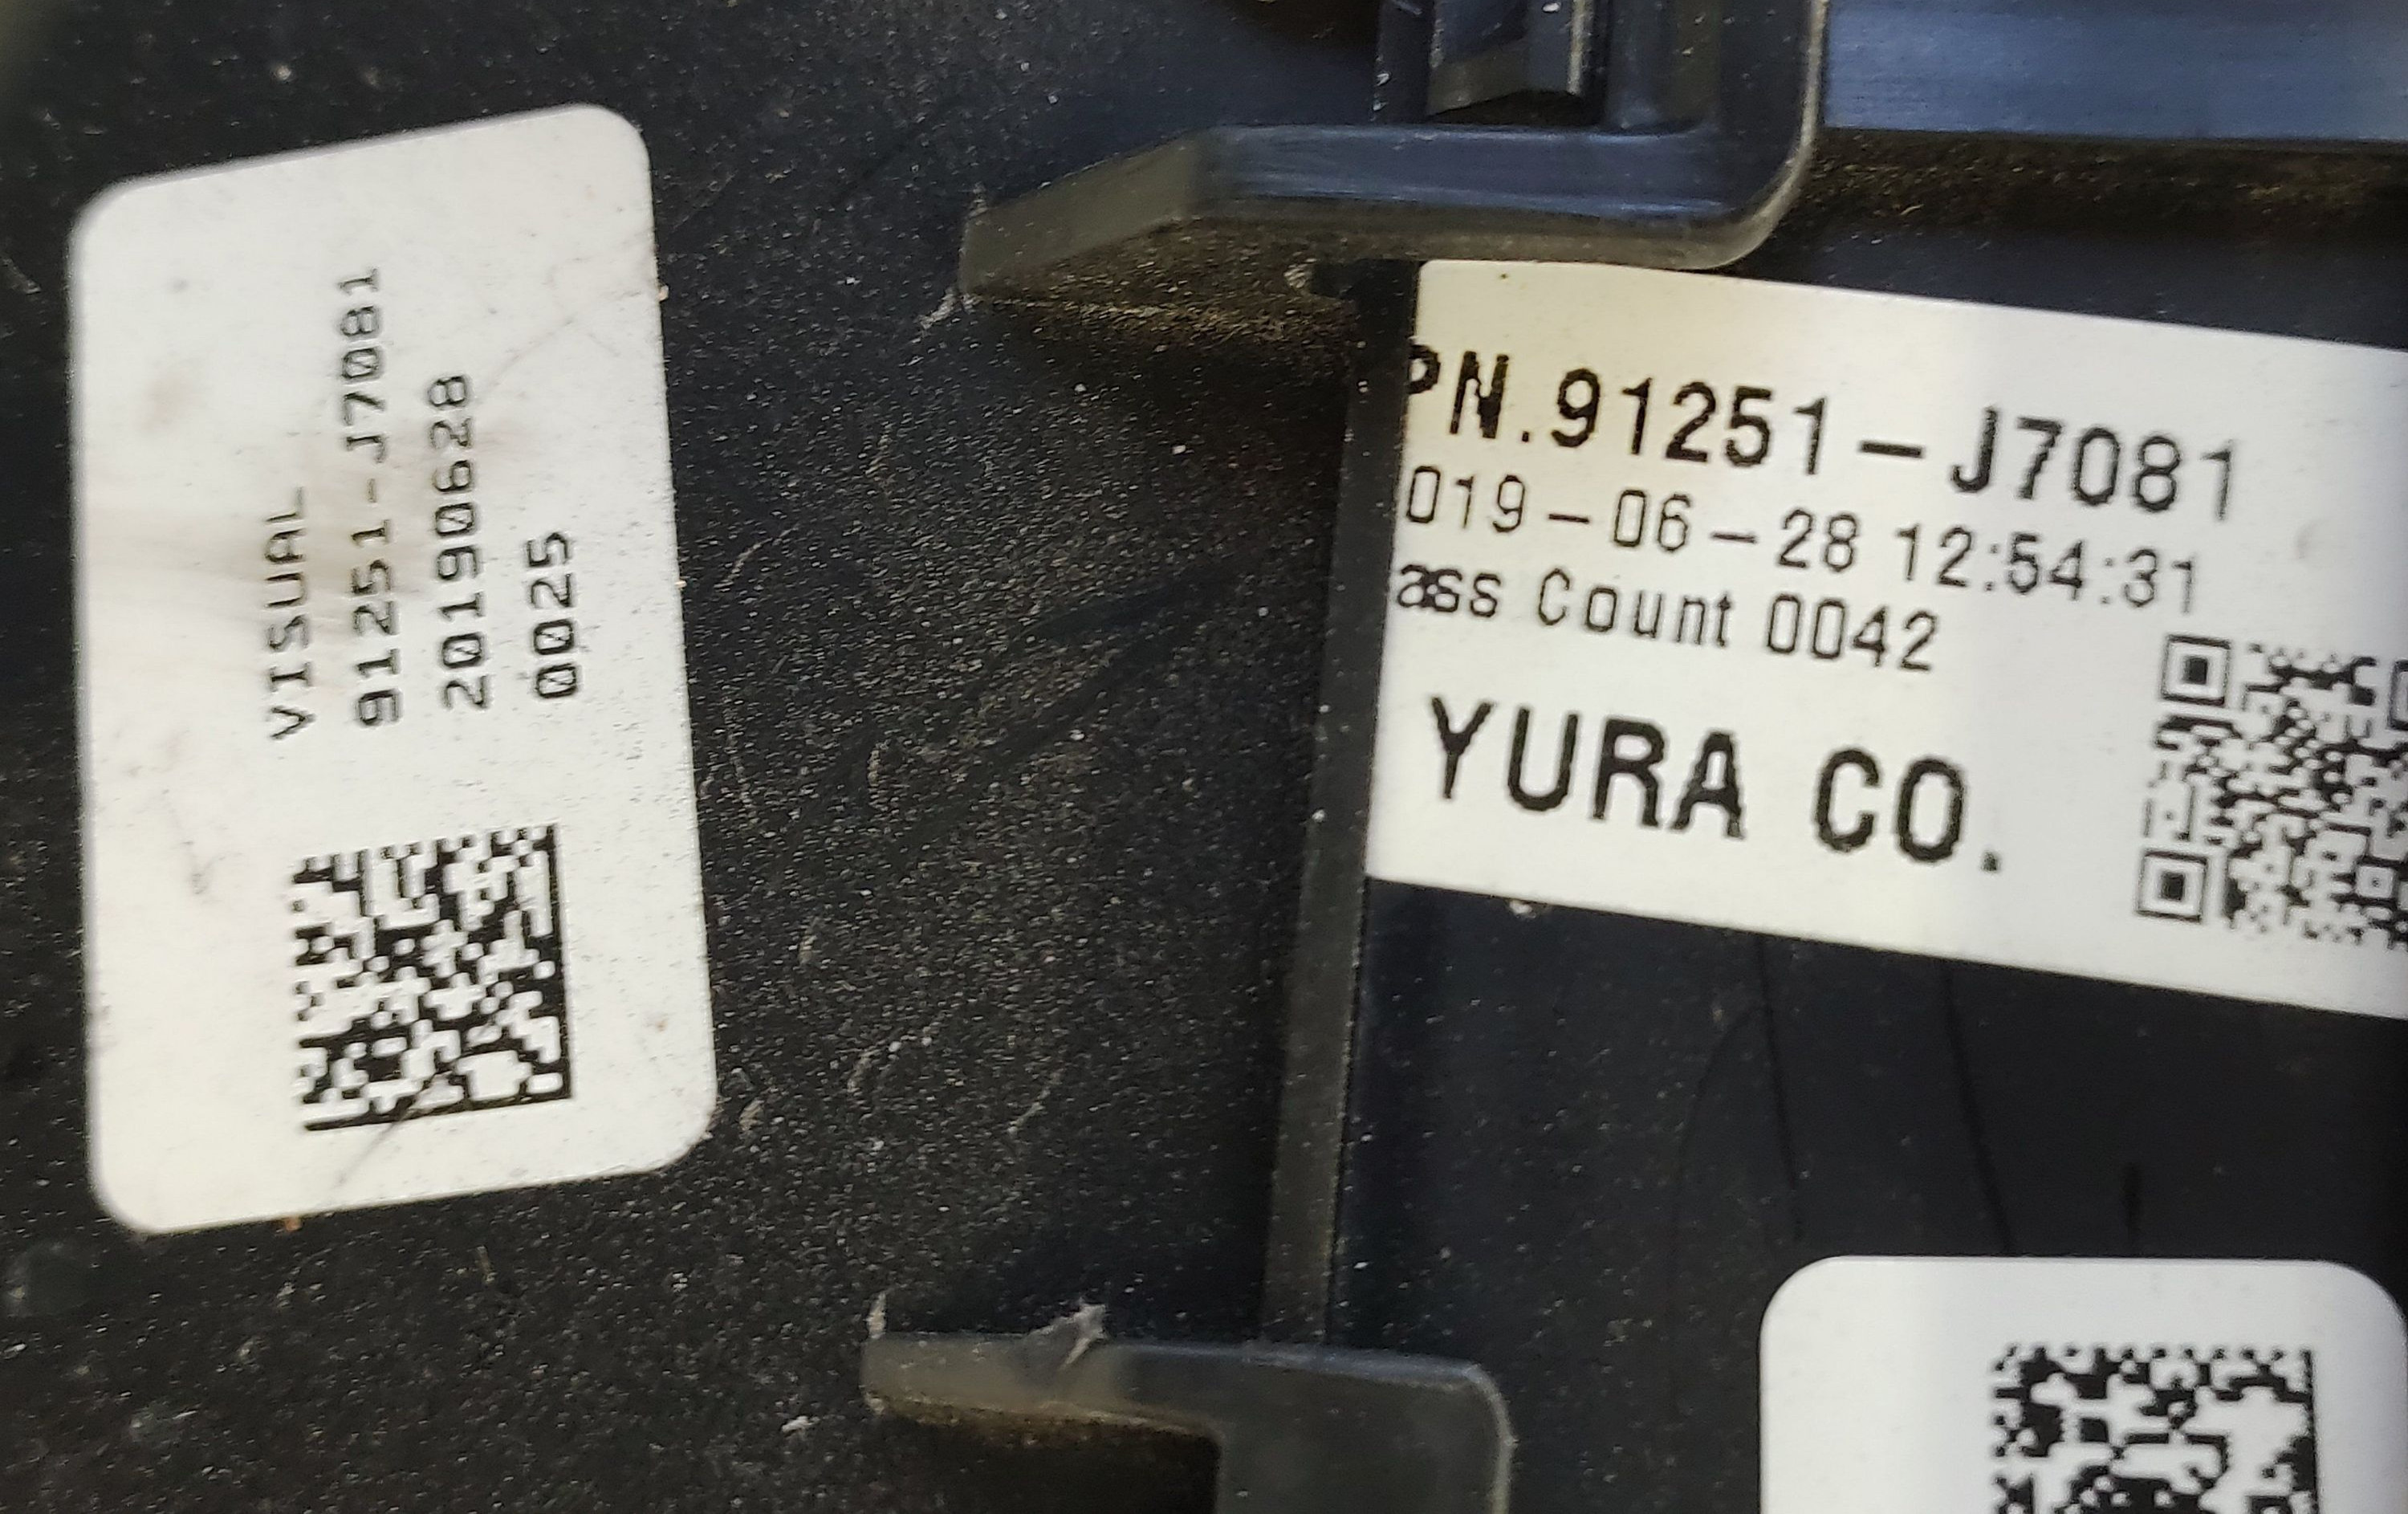 VISUAL
91251-J7081
20190628
0025
PN.91251-J7081
019-06-28 12:54:31
ass Count 0042
YURA CO.